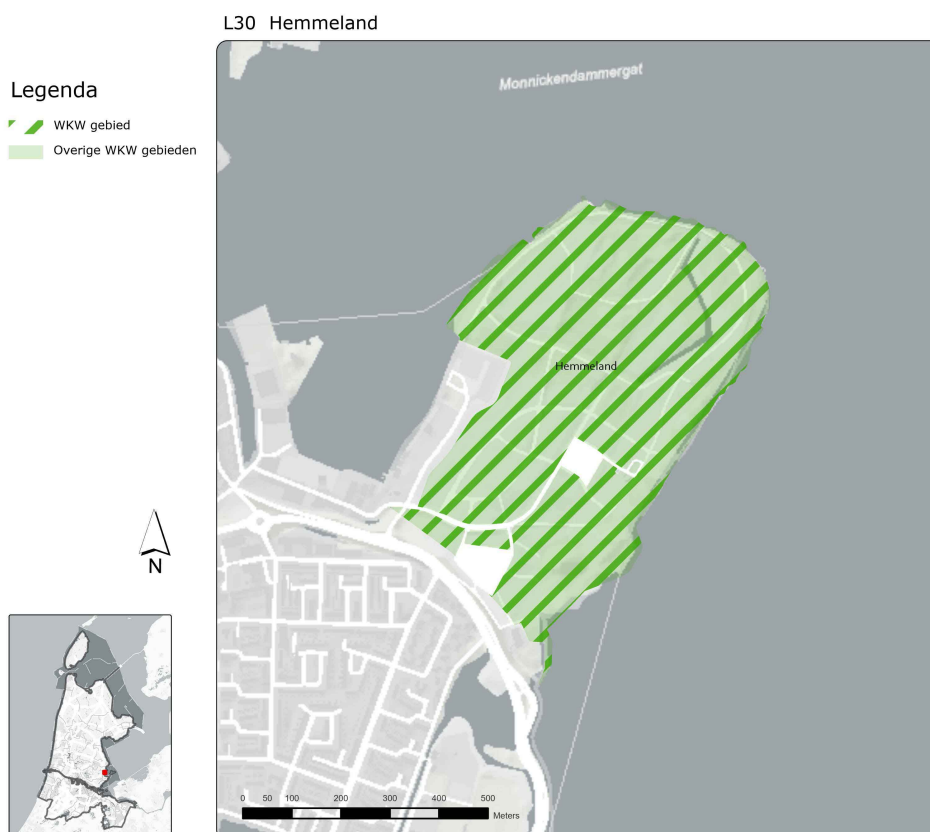 L30 Hemmeland
Legenda
WKW gebied
Overige WKW gebieden
Monnickendammergat
Hemmeland
N
0 50 100 200 300 400 500
Meters